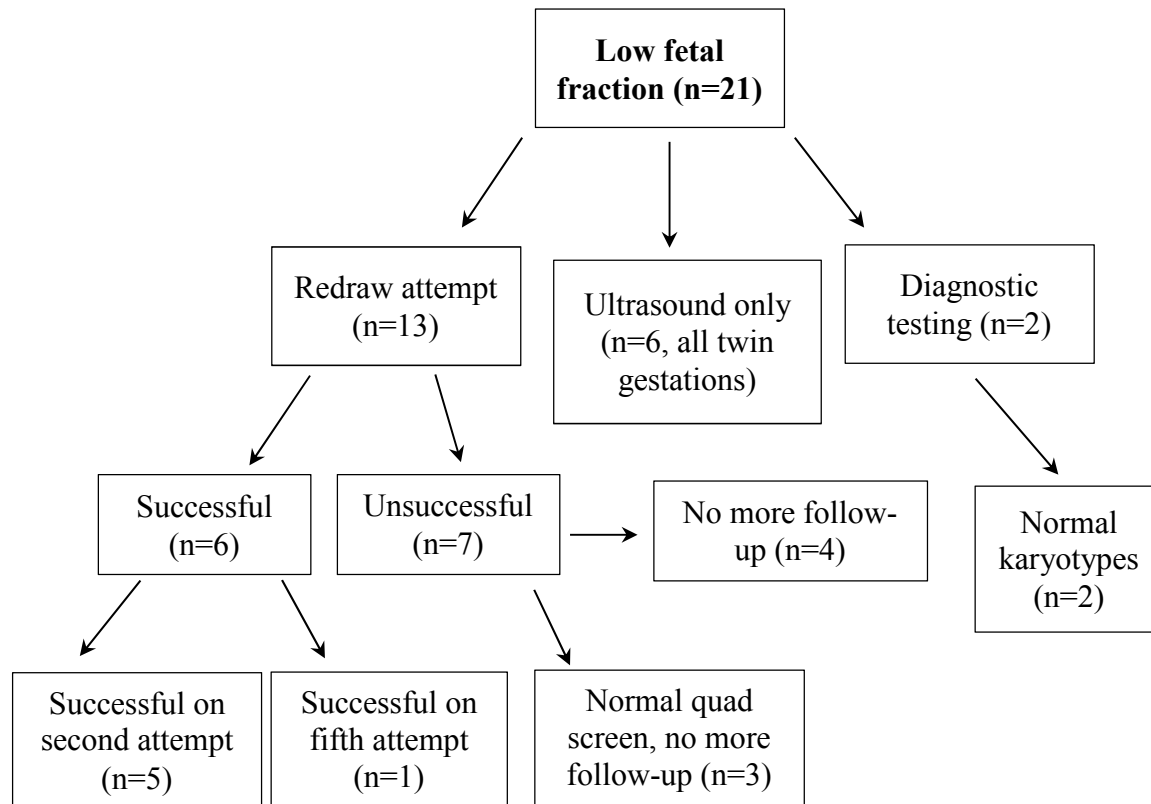 Low fetal
fraction (n=21)
Redraw attempt
(n=13)
Ultrasound only
(n=6, all twin
gestations)
Diagnostic
testing (n=2)
Successful
(n=6)
Unsuccessful
(n=7)
No more follow-
up (n=4)
Normal
karyotypes
(n=2)
Successful on
second attempt
(n=5)
Successful on
fifth attempt
(n=1)
Normal quad
screen, no more
follow-up (n=3)